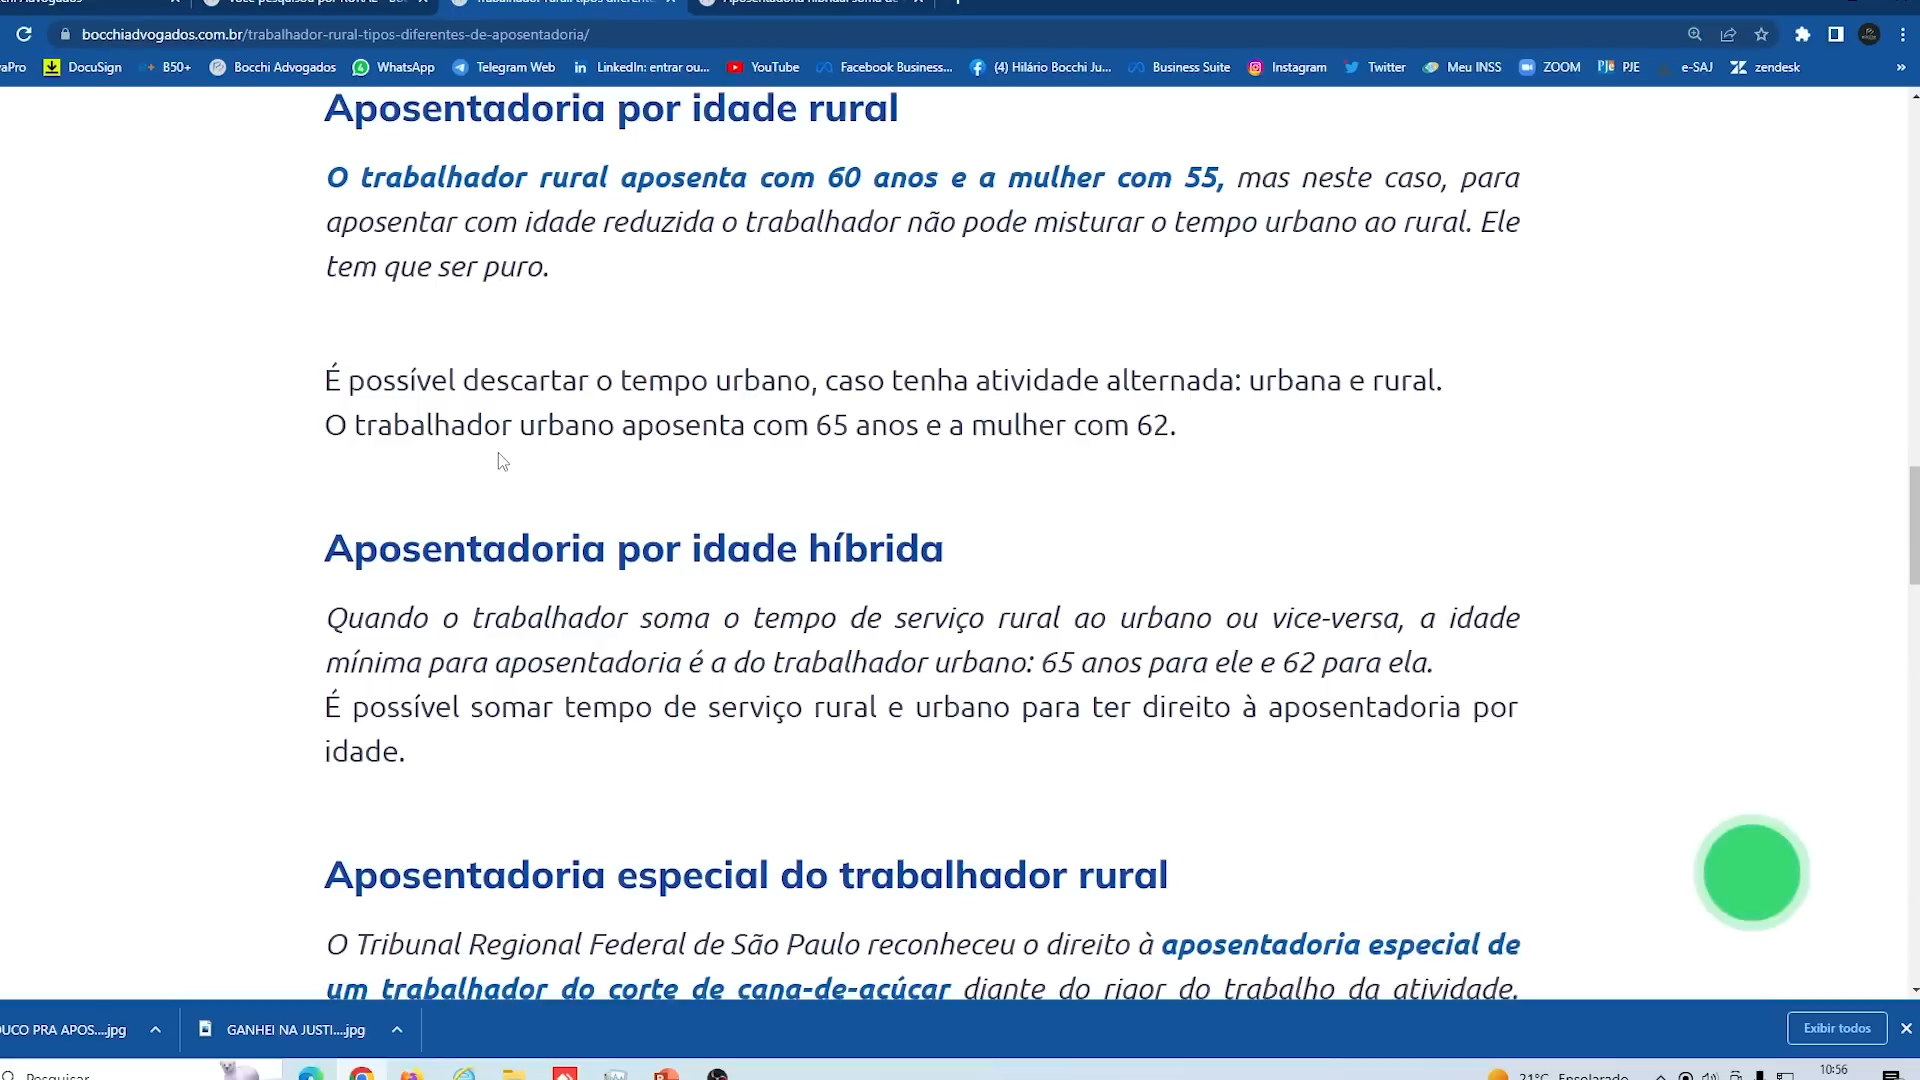 bocchiadvogados.com.br/trabalhador-rural-tipos-diferentes-de-aposentadoria/
aPro DocuSign B50+ Bocchi Advogados WhatsApp Telegram Web LinkedIn: entrar ou... YouTube Facebook Business... (4) Hilário Bocchi Ju... Business Suite Instagram Twitter Meu INSS ZOOM PJE e-SAJ zendesk »
Aposentadoria por idade rural
O trabalhador rural aposenta com 60 anos e a mulher com 55, mas neste caso, para
aposentar com idade reduzida o trabalhador não pode misturar o tempo urbano ao rural. Ele
tem que ser puro.
É possível descartar o tempo urbano, caso tenha atividade alternada: urbana e rural.
O trabalhador urbano aposenta com 65 anos e a mulher com 62.
Aposentadoria por idade híbrida
Quando o trabalhador soma o tempo de serviço rural ao urbano ou vice-versa, a idade
mínima para aposentadoria é a do trabalhador urbano: 65 anos para ele e 62 para ela.
É possível somar tempo de serviço rural e urbano para ter direito à aposentadoria por
idade.
Aposentadoria especial do trabalhador rural
O Tribunal Regional Federal de São Paulo reconheceu o direito à aposentadoria especial de
um trabalhador do corte de cana-de-açúcar diante do rigor do trabalho da atividade.
UCO PRA APOS....jpg GANHEI NA JUSTI....jpg Exibir todos
Pesquisar 21°C Ensolarado 10:56